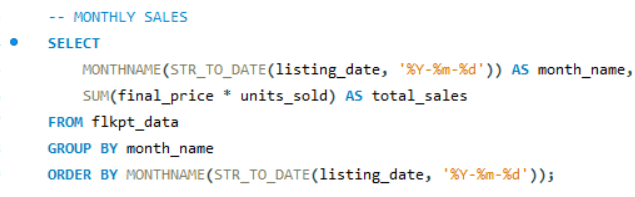 -- MONTHLY SALES
SELECT
MONTHNAME(STR_TO_DATE(listing_date, '%Y-%m-%d')) AS month_name,
SUM(final_price * units_sold) AS total_sales
FROM flkpt_data
GROUP BY month_name
ORDER BY MONTHNAME(STR_TO_DATE(listing_date, '%Y-%m-%d'));